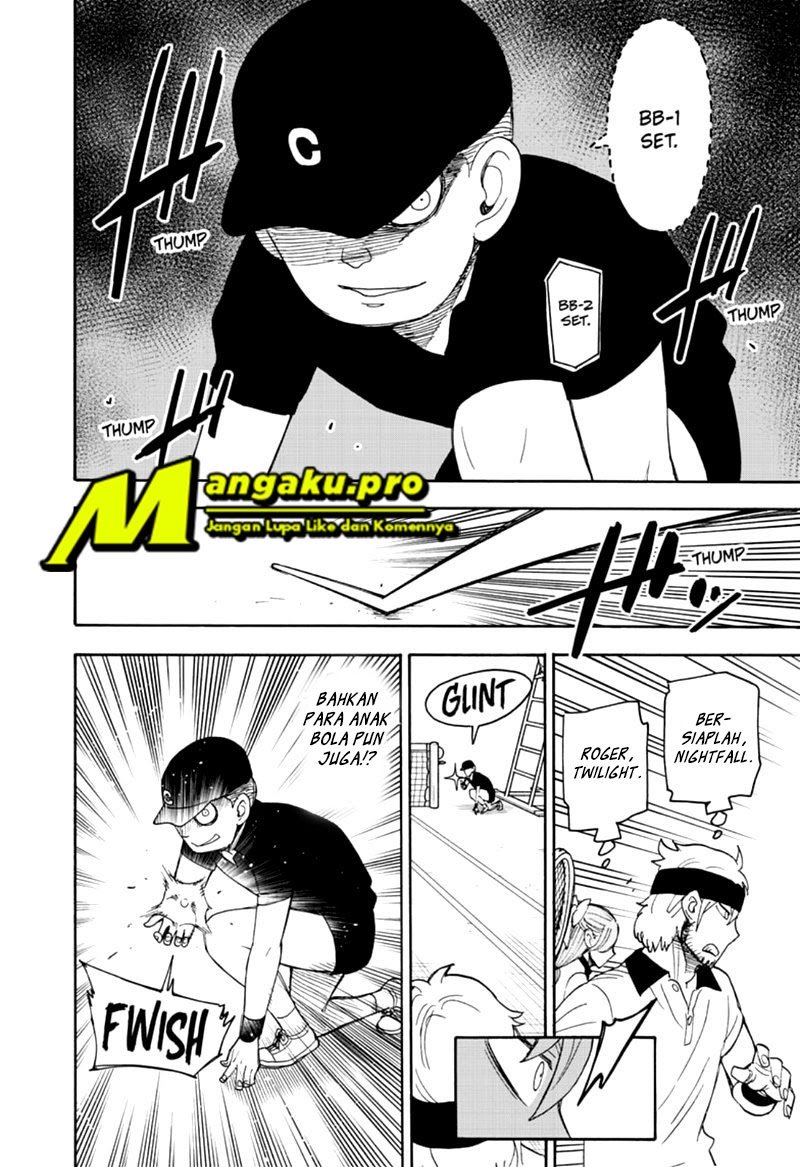 BB-1
SET.
C
THUMP
THUMP
BB-2
SET.
THUMP
THUMP
Mangaku.pro
Jangan Lupa Like dan Komennya
THUMP
BER-
SIAPLAH,
NIGHTFALL.
ROGER,
TWILIGHT.
GLINT
BAHKAN
PARA ANAK
BOLA PUN
JUGA!?
C
FWISH